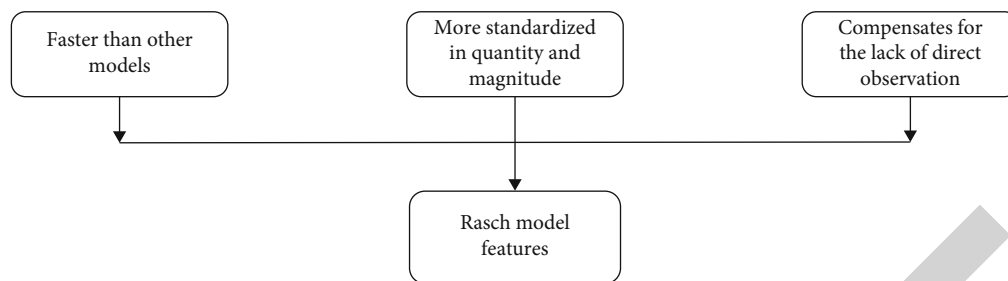 Faster than other
models
More standardized
in quantity and
magnitude
Compensates for
the lack of direct
observation
Rasch model
features